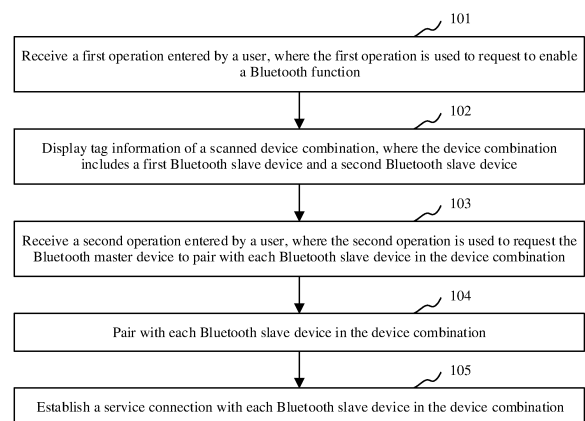 101
Receive a first operation entered by a user, where the first operation is used to request to enable
a Bluetooth function
102
Display tag information of a scanned device combination, where the device combination
includes a first Bluetooth slave device and a second Bluetooth slave device
103
Receive a second operation entered by a user, where the second operation is used to request the
Bluetooth master device to pair with each Bluetooth slave device in the device combination
104
Pair with each Bluetooth slave device in the device combination
105
Establish a service connection with each Bluetooth slave device in the device combination